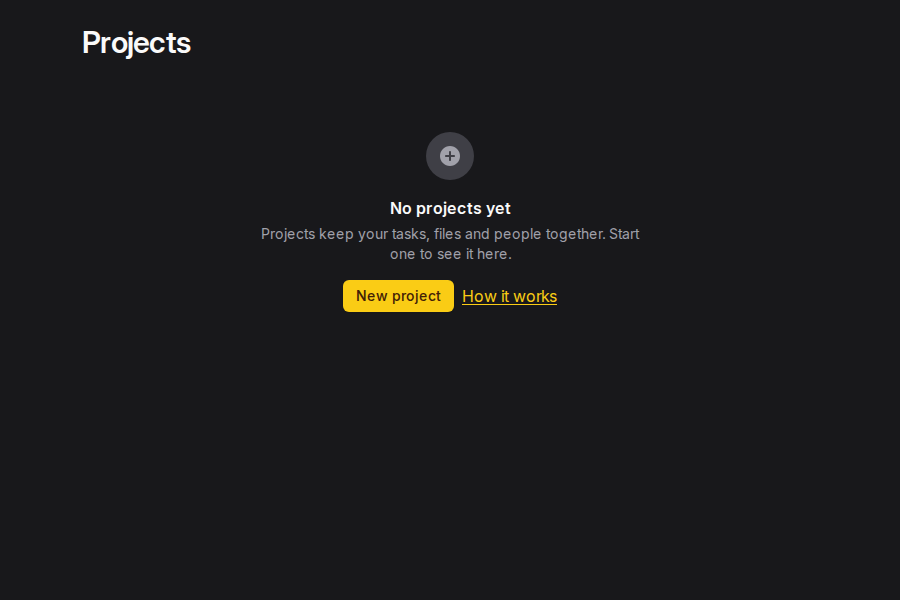 Projects
No projects yet
Projects keep your tasks, files and people together. Start
one to see it here.
New project
How it works